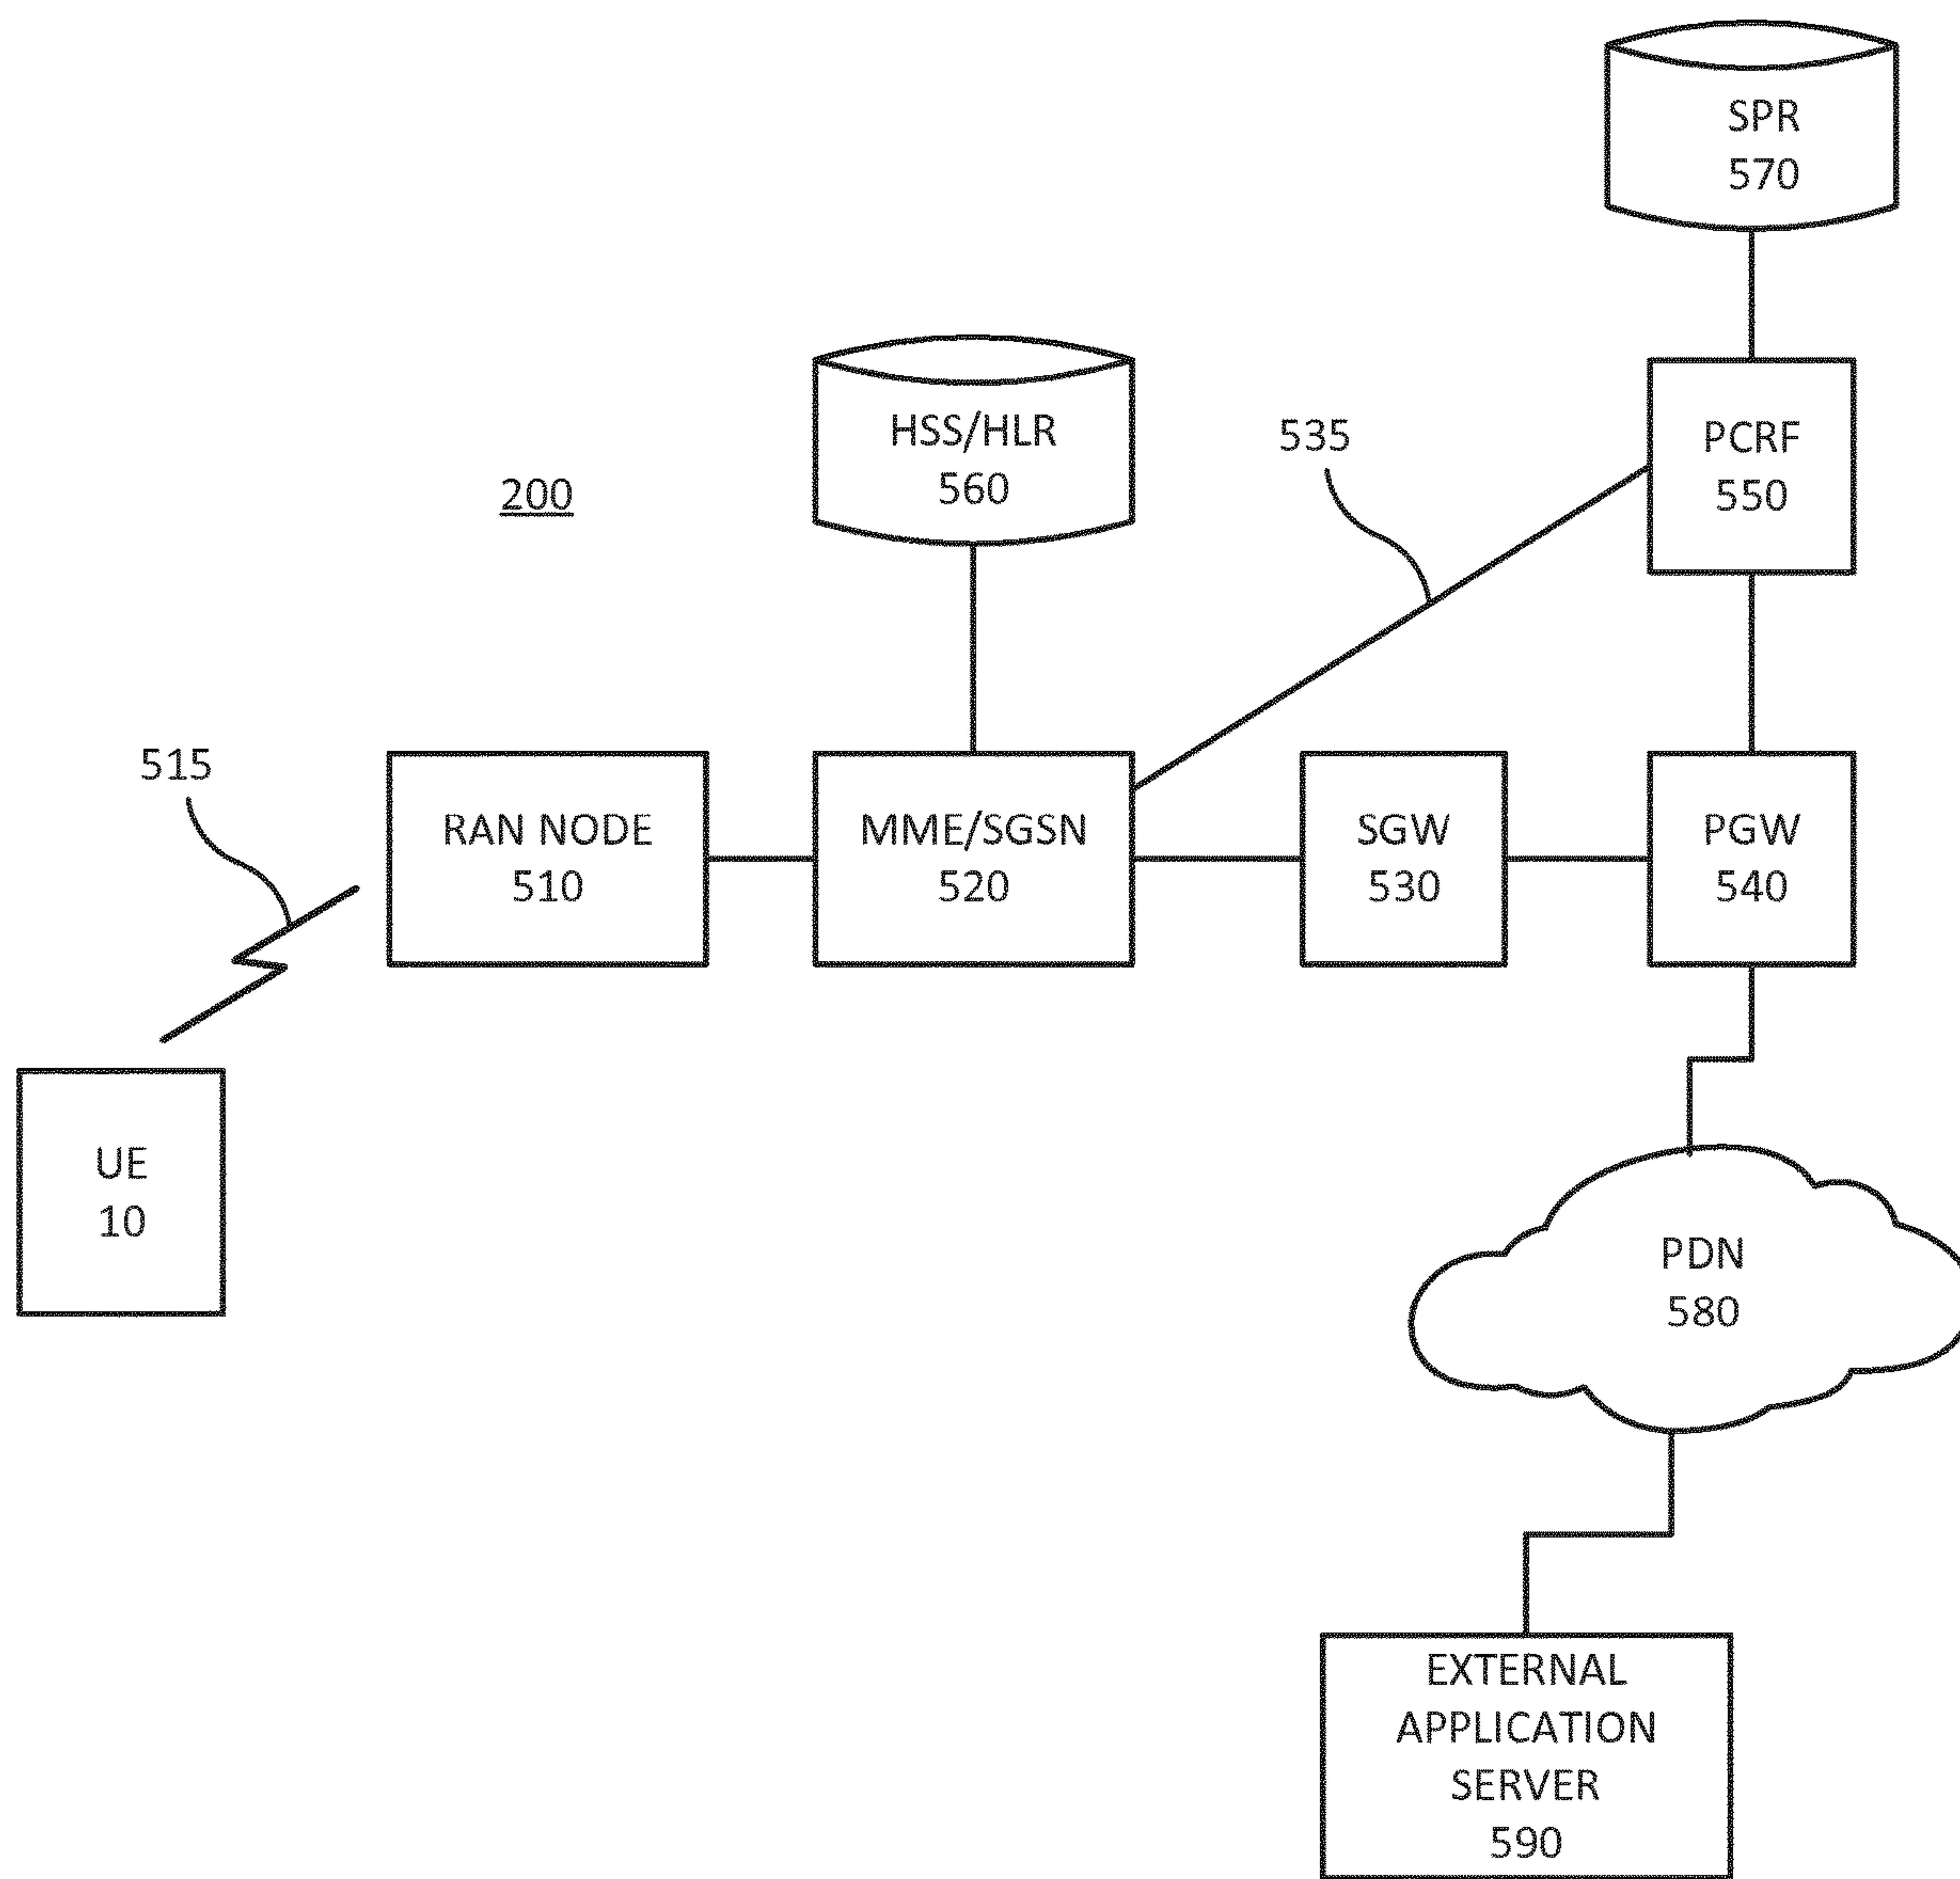 SPR
570
HSS/HLR
560
535
PCRF
550
200
515
RAN NODE
510
MME/SGSN
520
SGW
530
PGW
540
UE
10
PDN
580
EXTERNAL
APPLICATION
SERVER
590